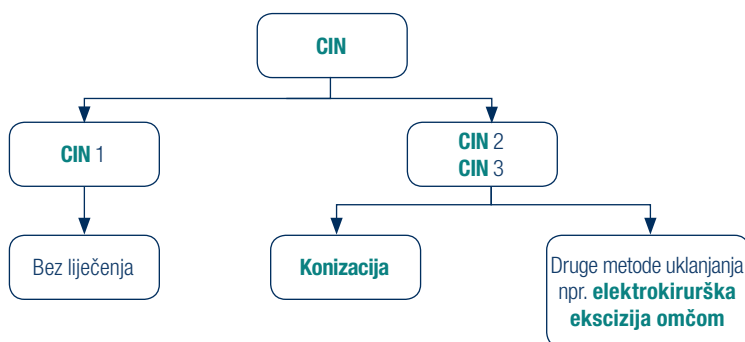 CIN
CIN 1
CIN 2
CIN 3
Bez liječenja
Konizacija
Druge metode uklanjanja
npr. elektrokirurška
ekscizija omčom